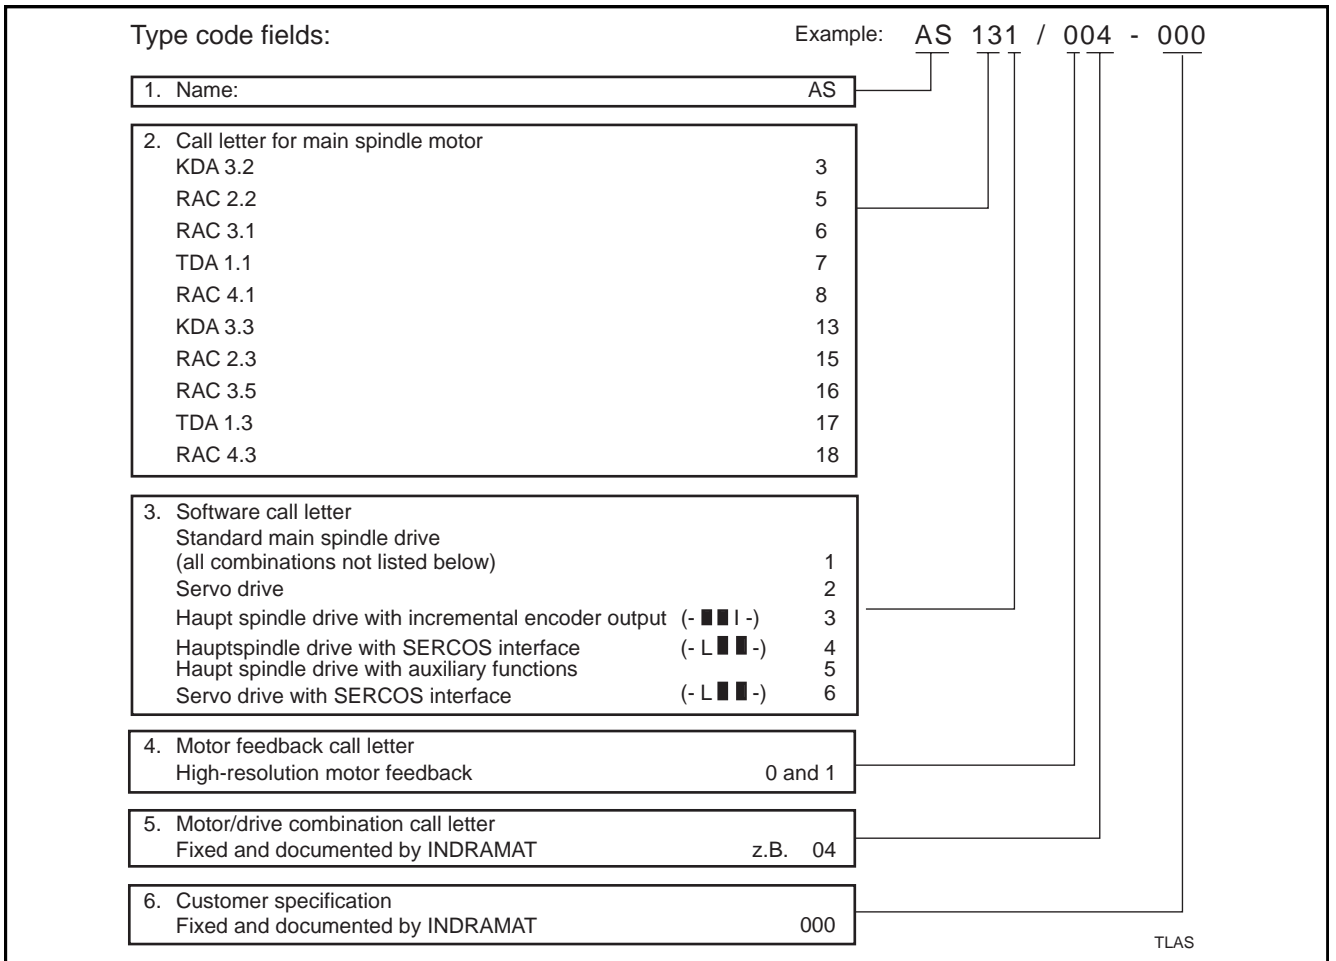 Type code fields: Example: AS 131 / 004 - 000
1. Name: AS
2. Call letter for main spindle motor
KDA 3.2 3
RAC 2.2 5
RAC 3.1 6
TDA 1.1 7
RAC 4.1 8
KDA 3.3 13
RAC 2.3 15
RAC 3.5 16
TDA 1.3 17
RAC 4.3 18
3. Software call letter
Standard main spindle drive
(all combinations not listed below) 1
Servo drive 2
Haupt spindle drive with incremental encoder output (- ■ ■ I -) 3
Hauptspindle drive with SERCOS interface (- L ■ ■ -) 4
Haupt spindle drive with auxiliary functions 5
Servo drive with SERCOS interface (- L ■ ■ -) 6
4. Motor feedback call letter
High-resolution motor feedback 0 and 1
5. Motor/drive combination call letter
Fixed and documented by INDRAMAT z.B. 04
6. Customer specification
Fixed and documented by INDRAMAT 000
TLAS